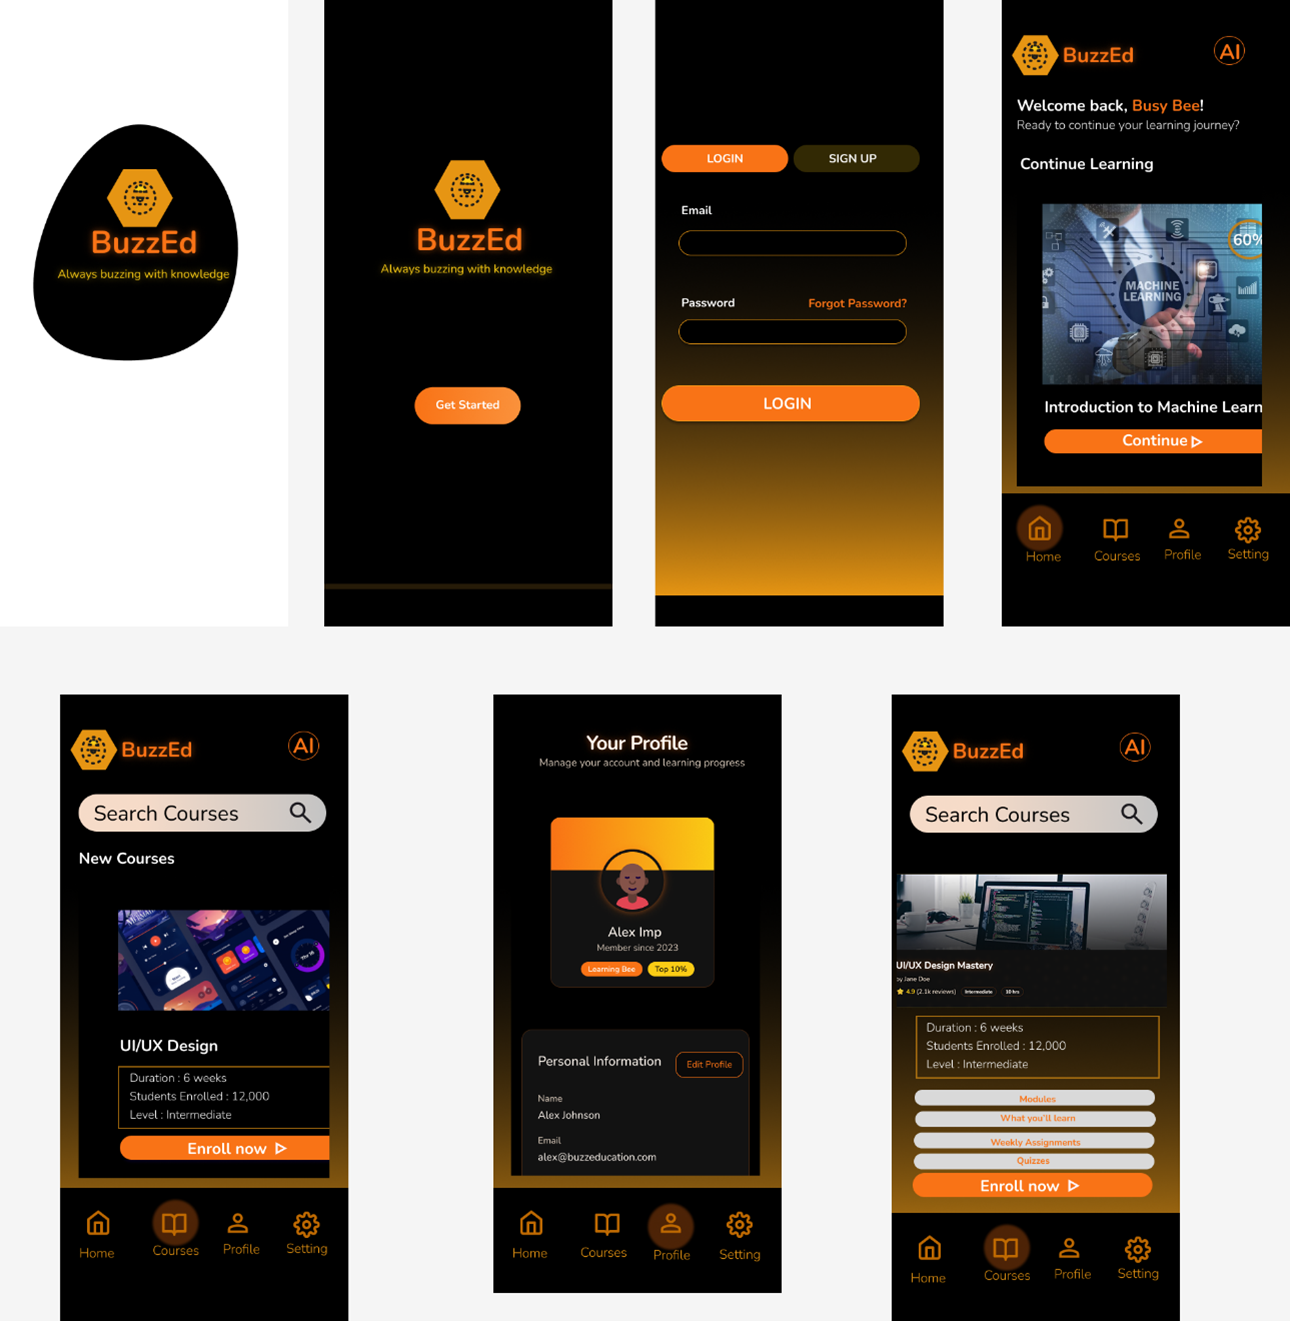 BuzzEd
Always buzzing with knowledge
BuzzEd
Always buzzing with knowledge
Get Started
LOGIN
SIGN UP
Email
Password
Forgot Password?
LOGIN
BuzzEd
AI
Welcome back, Busy Bee!
Ready to continue your learning journey?
Continue Learning
60%
MACHINE
LEARNING
Introduction to Machine Learn
Continue
Home
Courses
Profile
Setting
BuzzEd
AI
Search Courses
New Courses
UI/UX Design
Duration : 6 weeks
Students Enrolled : 12,000
Level : Intermediate
Enroll now
Home
Courses
Profile
Setting
Your Profile
Manage your account and learning progress
Alex Imp
Member since 2023
Learning Bee
Top 10%
Personal Information
Edit Profile
Name
Alex Johnson
Email
alex@buzzeducation.com
Home
Courses
Profile
Setting
BuzzEd
AI
Search Courses
UI/UX Design Mastery
by Jane Doe
4.9 (2.1k reviews) Intermediate 10 hrs
Duration : 6 weeks
Students Enrolled : 12,000
Level : Intermediate
Modules
What you'll learn
Weekly Assignments
Quizzes
Enroll now
Home
Courses
Profile
Setting